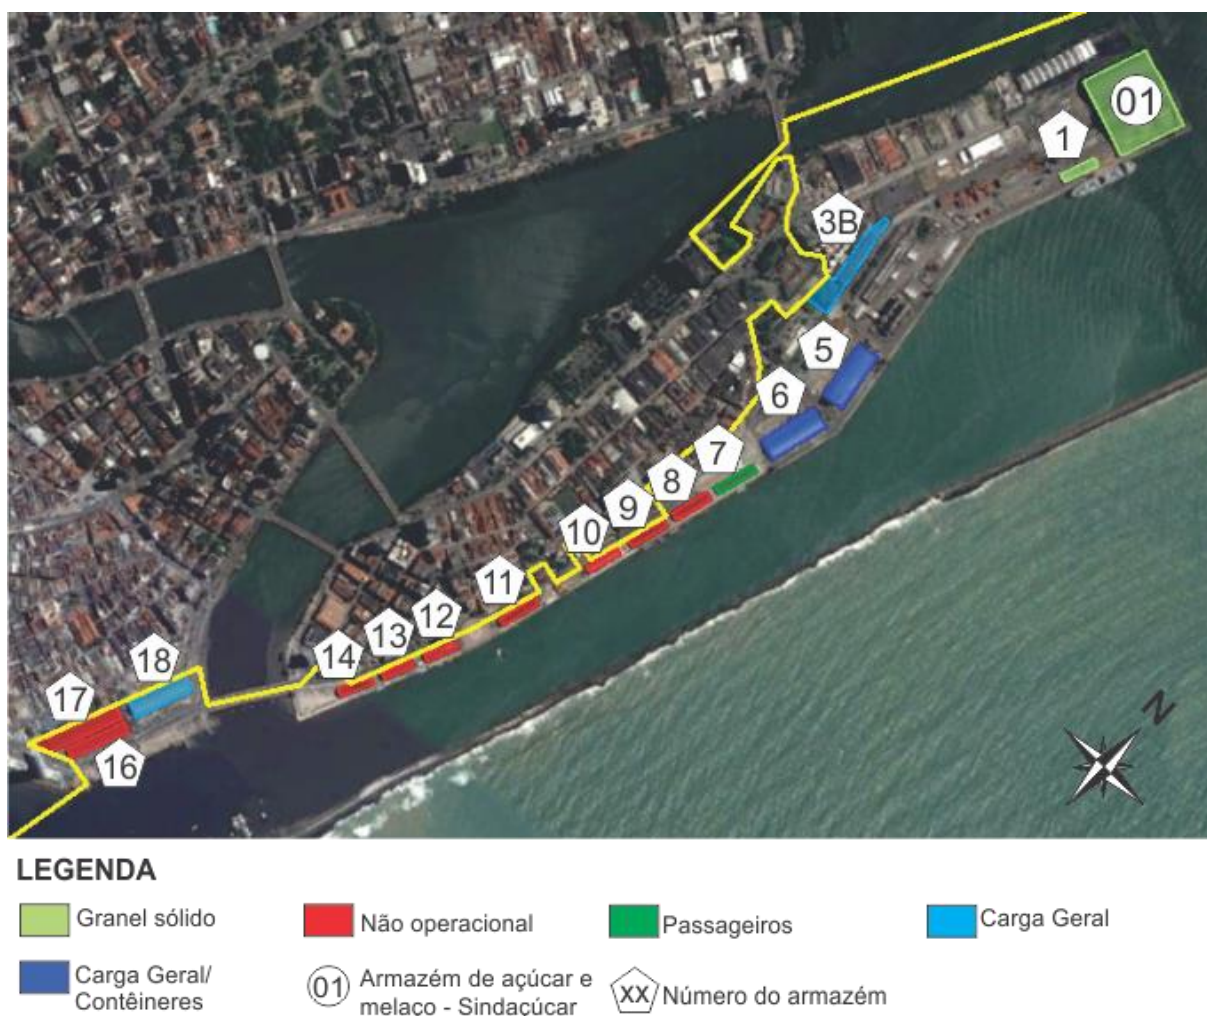 01
1
3B
5
6
7
8
9
10
11
12
13
14
18
17
16
N
LEGENDA
Granel sólido
Não operacional
Passageiros
Carga Geral
Carga Geral/
Contêineres
01
Armazém de açúcar e
melaço - Sindaçúcar
XX
Número do armazém